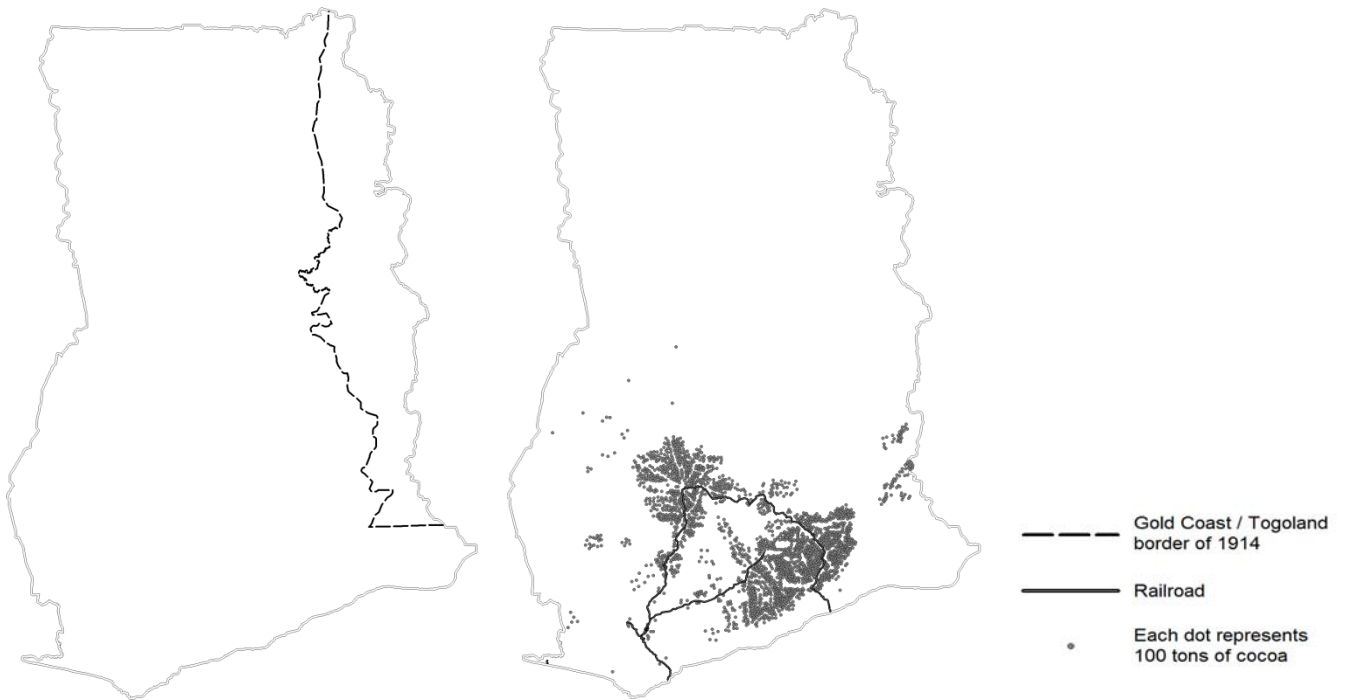 Gold Coast / Togoland
border of 1914
Railroad
Each dot represents
100 tons of cocoa